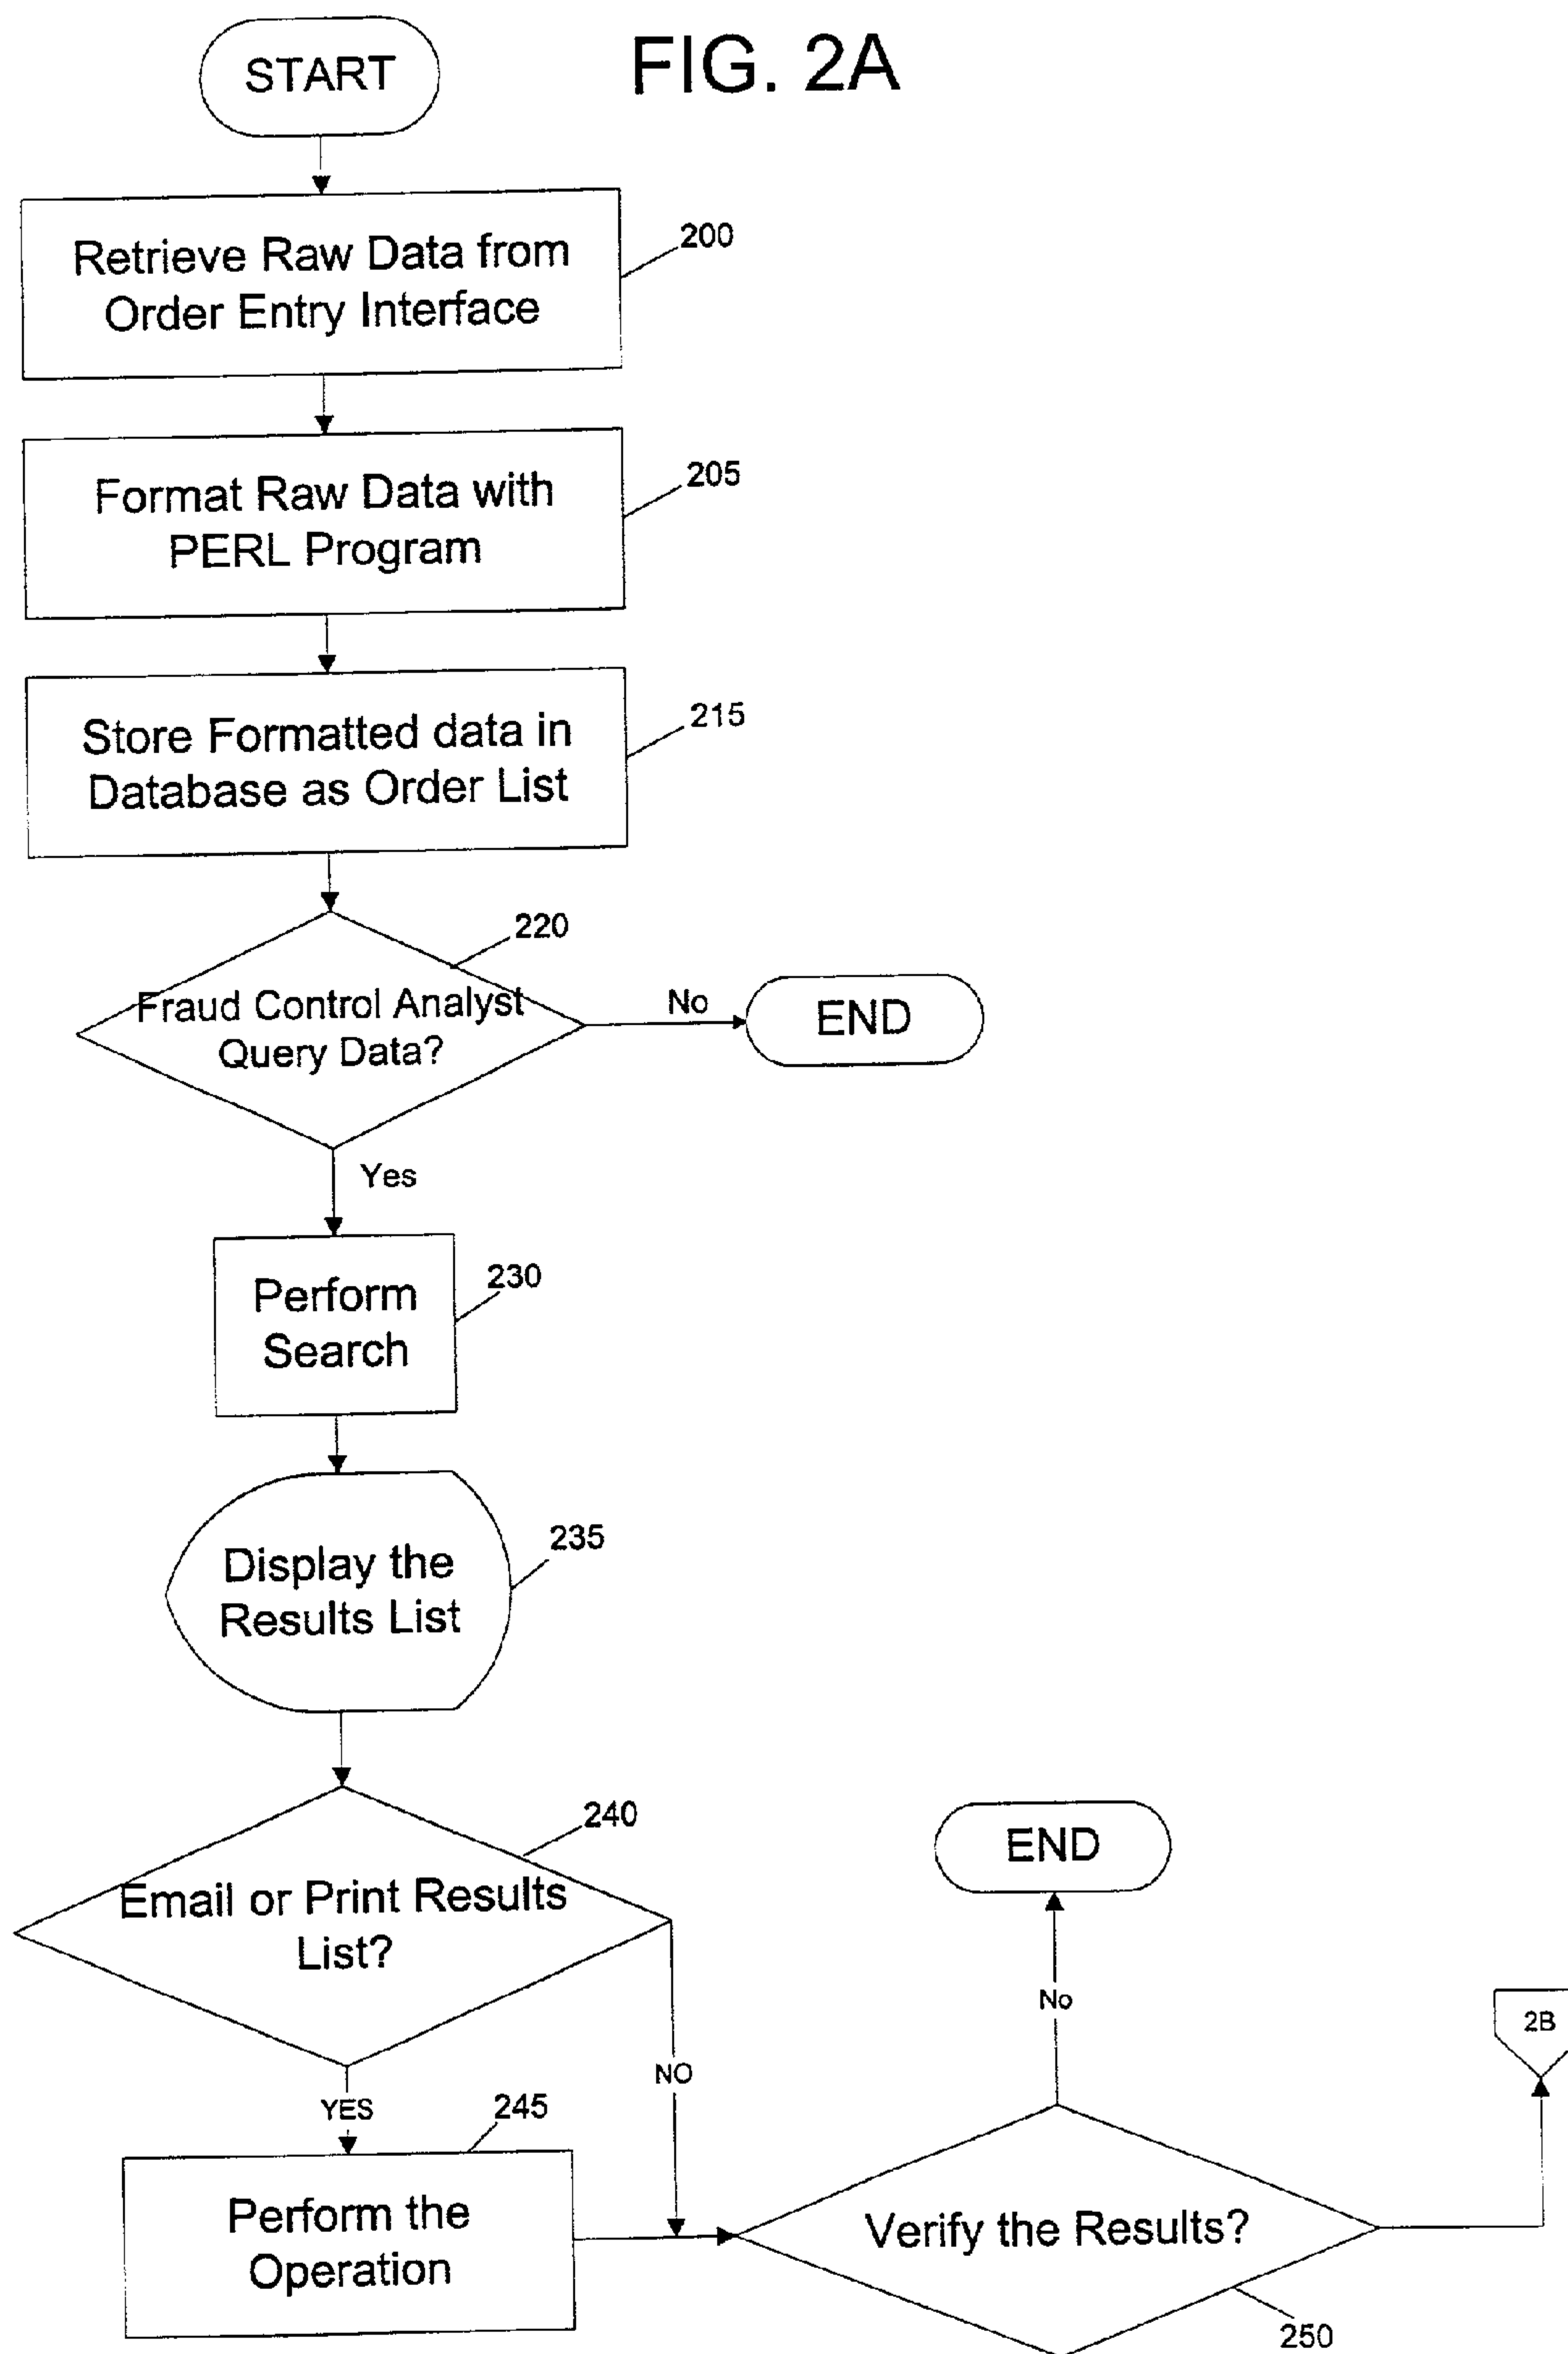 START
FIG. 2A
Retrieve Raw Data from
Order Entry Interface
200
Format Raw Data with
PERL Program
205
Store Formatted data in
Database as Order List
215
220
Fraud Control Analyst
Query Data?
No
END
Yes
Perform
Search
230
Display the
Results List
235
240
Email or Print Results
List?
YES
NO
245
Perform the
Operation
END
No
Verify the Results?
250
2B